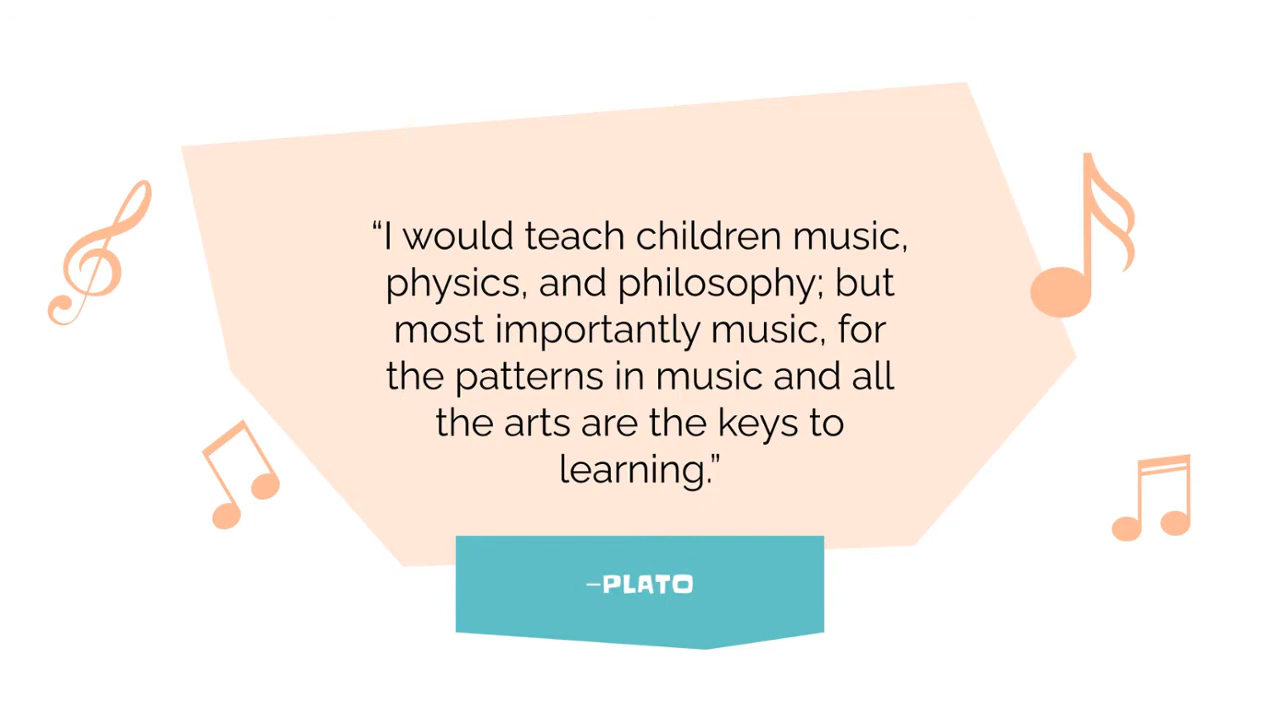 “I would teach children music,
physics, and philosophy; but
most importantly music, for
the patterns in music and all
the arts are the keys to
learning.”
–PLATO